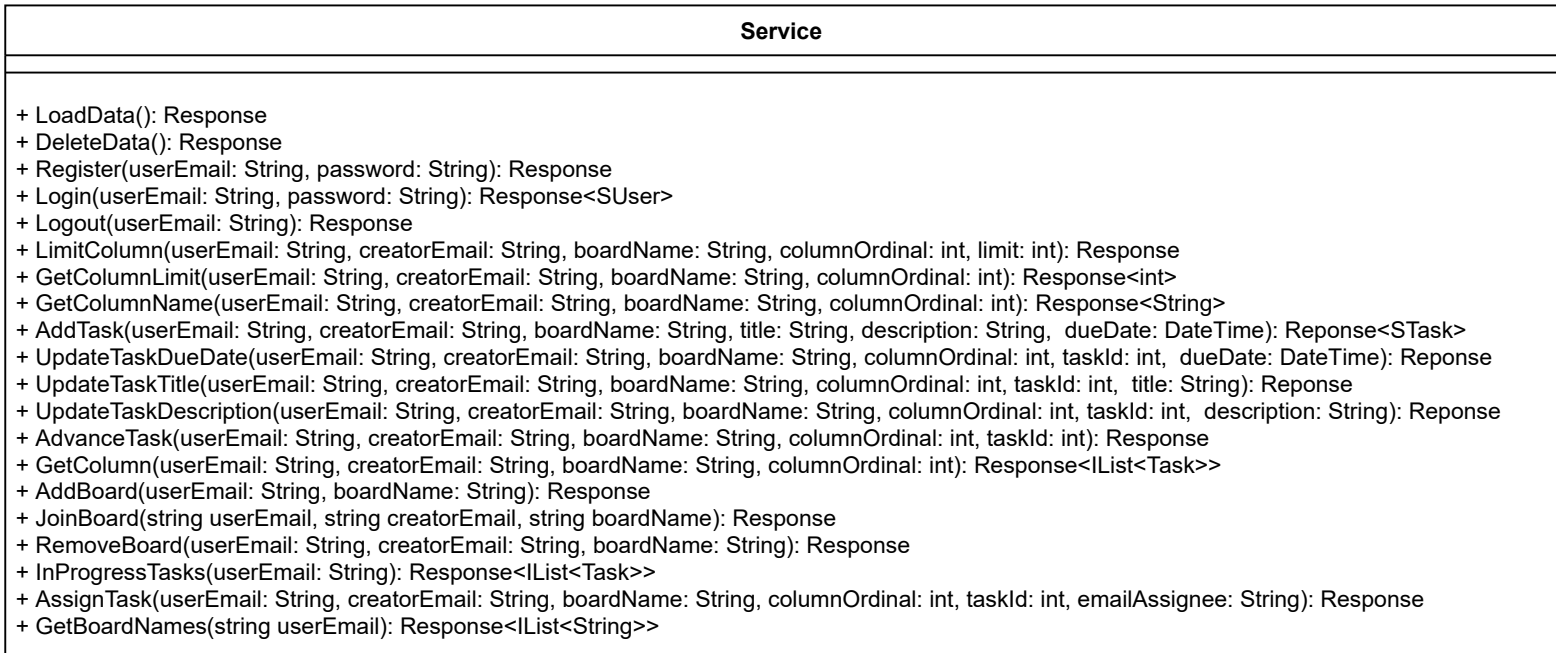 Service
+ LoadData(): Response
+ DeleteData(): Response
+ Register(userEmail: String, password: String): Response
+ Login(userEmail: String, password: String): Response<SUser>
+ Logout(userEmail: String): Response
+ LimitColumn(userEmail: String, creatorEmail: String, boardName: String, columnOrdinal: int, limit: int): Response
+ GetColumnLimit(userEmail: String, creatorEmail: String, boardName: String, columnOrdinal: int): Response<int>
+ GetColumnName(userEmail: String, creatorEmail: String, boardName: String, columnOrdinal: int): Response<String>
+ AddTask(userEmail: String, creatorEmail: String, boardName: String, title: String, description: String,  dueDate: DateTime): Reponse<STask>
+ UpdateTaskDueDate(userEmail: String, creatorEmail: String, boardName: String, columnOrdinal: int, taskId: int,  dueDate: DateTime): Reponse
+ UpdateTaskTitle(userEmail: String, creatorEmail: String, boardName: String, columnOrdinal: int, taskId: int,  title: String): Reponse
+ UpdateTaskDescription(userEmail: String, creatorEmail: String, boardName: String, columnOrdinal: int, taskId: int,  description: String): Reponse
+ AdvanceTask(userEmail: String, creatorEmail: String, boardName: String, columnOrdinal: int, taskId: int): Response
+ GetColumn(userEmail: String, creatorEmail: String, boardName: String, columnOrdinal: int): Response<IList<Task>>
+ AddBoard(userEmail: String, boardName: String): Response
+ JoinBoard(string userEmail, string creatorEmail, string boardName): Response
+ RemoveBoard(userEmail: String, creatorEmail: String, boardName: String): Response
+ InProgressTasks(userEmail: String): Response<IList<Task>>
+ AssignTask(userEmail: String, creatorEmail: String, boardName: String, columnOrdinal: int, taskId: int, emailAssignee: String): Response
+ GetBoardNames(string userEmail): Response<IList<String>>